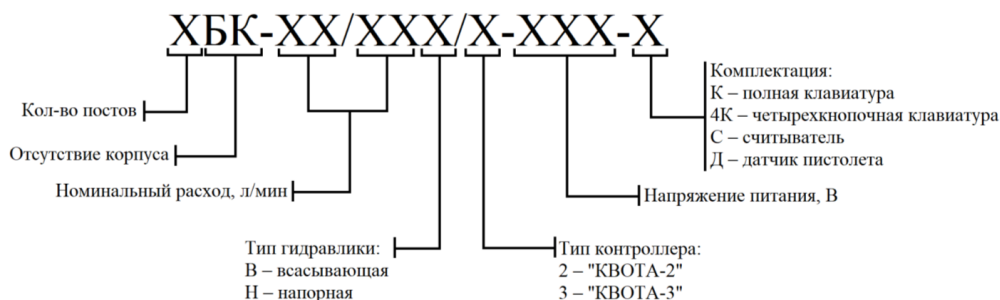 ХБК-ХХ/ХХХ/Х-ХХХ-Х
Кол-во постов
Отсутствие корпуса
Номинальный расход, л/мин
Тип гидравлики:
В – всасывающая
Н – напорная
Тип контроллера:
2 – "КВОТА-2"
3 – "КВОТА-3"
Напряжение питания, В
Комплектация:
К – полная клавиатура
4К – четырехкнопочная клавиатура
С – считыватель
Д – датчик пистолета